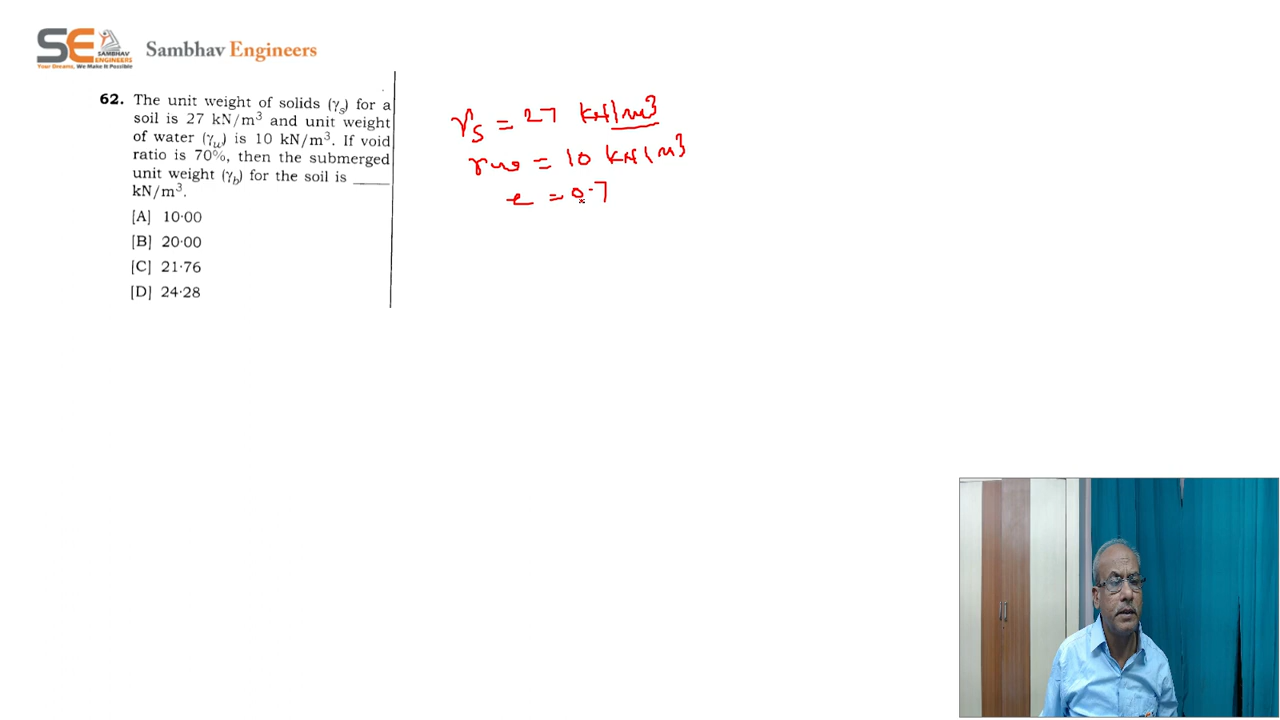 SE
SAMBHAV
ENGINEERS
Your Dreams, We Make It Possible
Sambhav Engineers
62. The unit weight of solids (γs) for a
soil is 27 kN/m³ and unit weight
of water (γw) is 10 kN/m³. If void
ratio is 70%, then the submerged
unit weight (γb) for the soil is ____
kN/m³.
[A] 10·00
[B] 20·00
[C] 21·76
[D] 24·28
γs = 27 kN/m³
γw = 10 kN/m³
e = 0.7